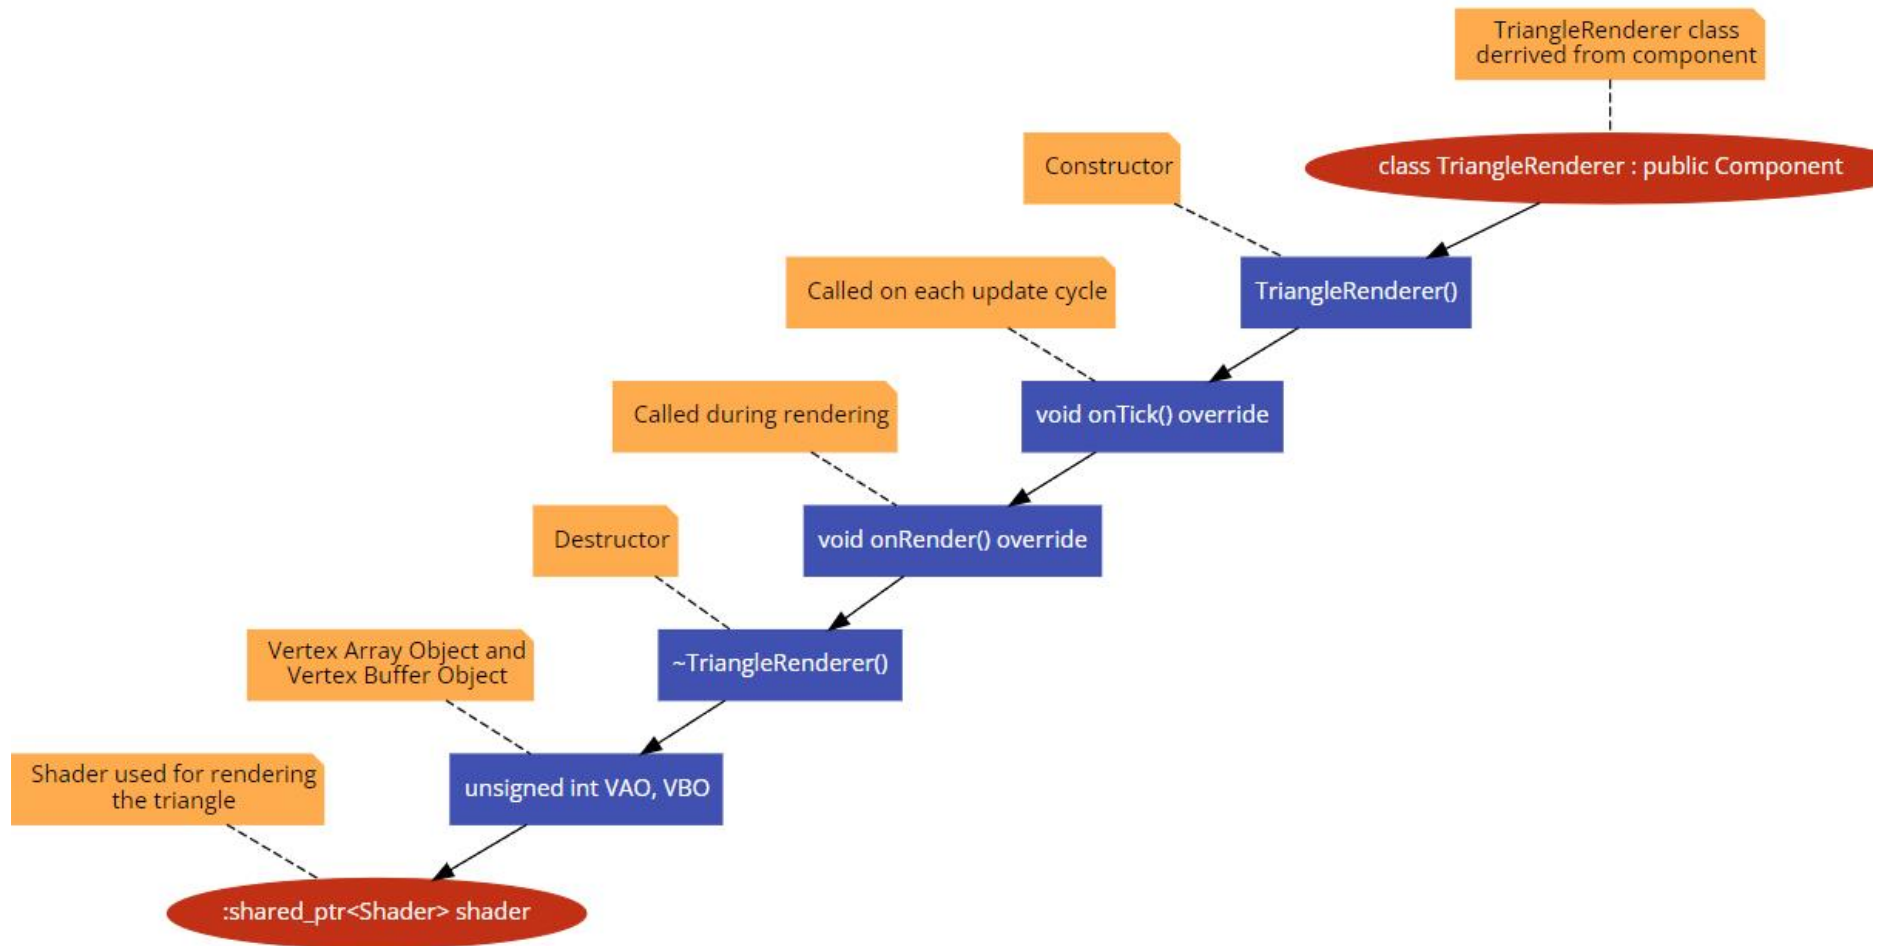 TriangleRenderer class
derrived from component
Constructor
class TriangleRenderer : public Component
Called on each update cycle
TriangleRenderer()
Called during rendering
void onTick() override
Destructor
void onRender() override
Vertex Array Object and
Vertex Buffer Object
~TriangleRenderer()
Shader used for rendering
the triangle
unsigned int VAO, VBO
:shared_ptr<Shader> shader